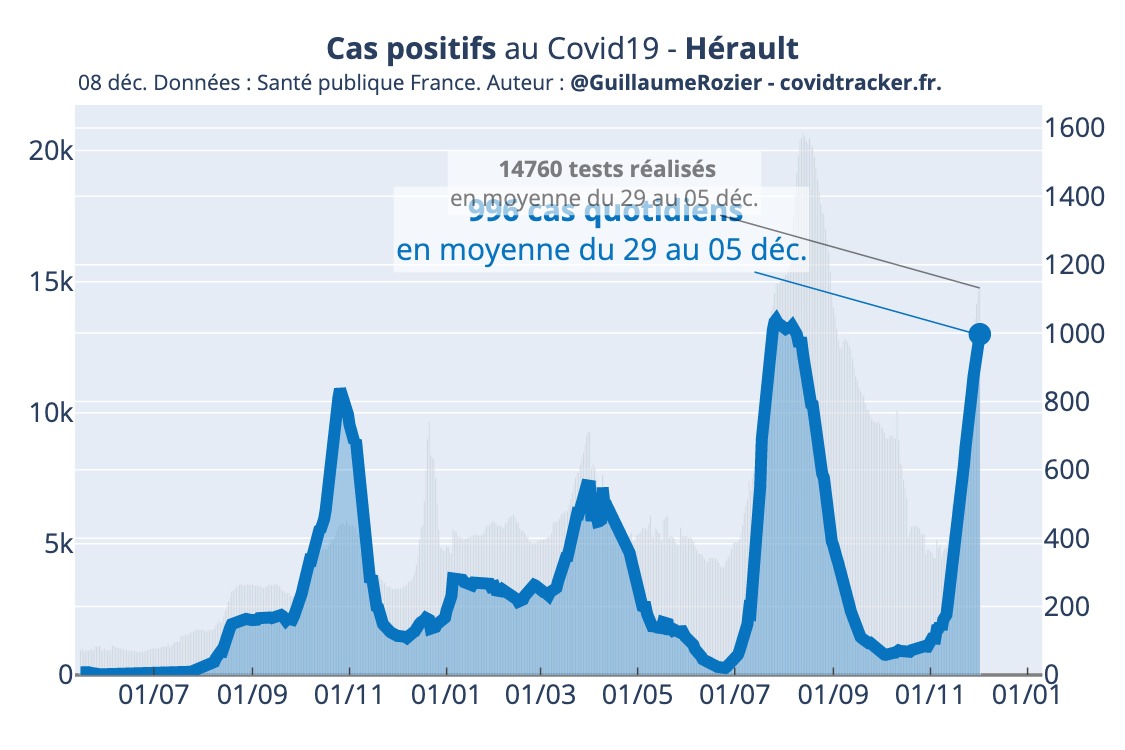 Cas positifs au Covid19 - Hérault
08 déc. Données : Santé publique France. Auteur : @GuillaumeRozier - covidtracker.fr.
20k
15k
10k
5k
0
14760 tests réalisés
en moyenne du 29 au 05 déc.
996 cas quotidiens
en moyenne du 29 au 05 déc.
1600
1400
1200
1000
800
600
400
200
0
01/07 01/09 01/11 01/01 01/03 01/05 01/07 01/09 01/11 01/01